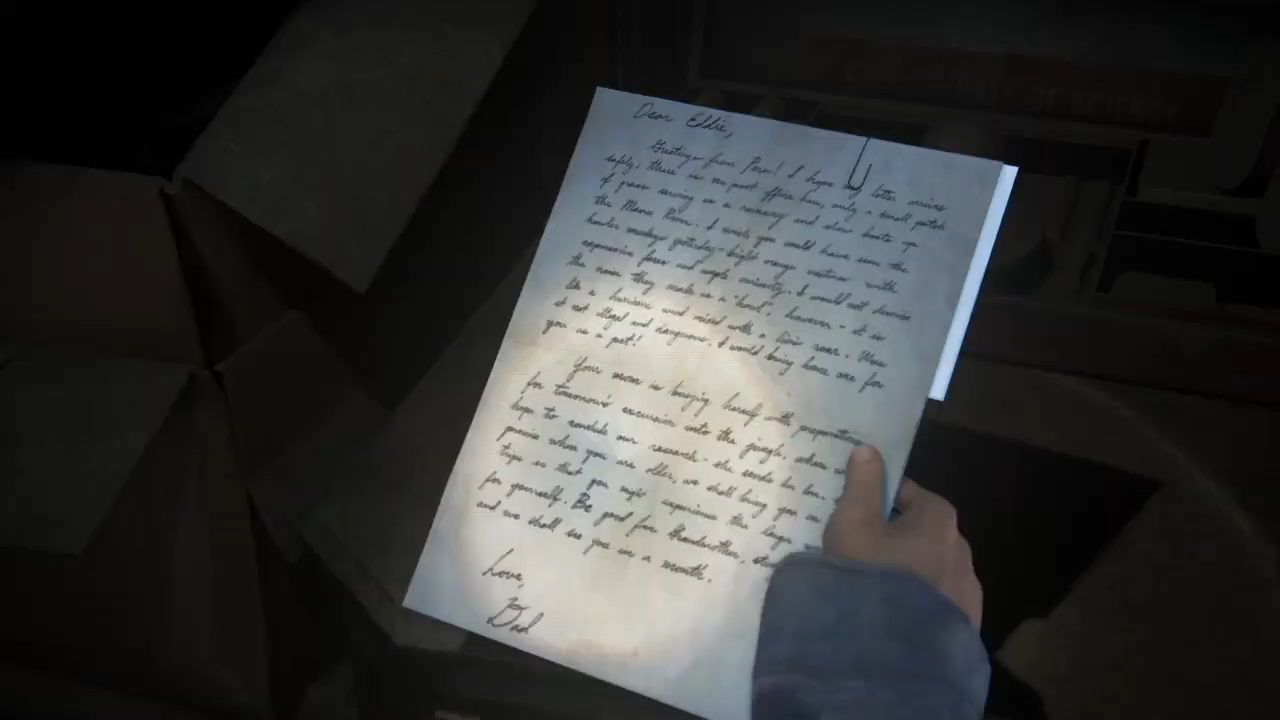 Dear Eddie,
Greetings from Peru! I hope my letter arrives
safely. There is no post office here, only a small patch
of grass serving as a runway and slow boats up
the Manu River. I wish you could have seen the
howler monkeys yesterday - bright orange creatures with
expressive faces and ample curiosity. I would not describe
the noise they make as a "howl", however - it is
like a hurricane wind mixed with a lion's roar. Were
it not illegal and dangerous, I would bring home one for
you as a pet!
Your mom is busying herself with preparations
for tomorrow's excursion into the jungle, where we
hope to conclude our research - she sends her love.
promise when you are older, we shall bring you on
trips so that you might experience the larger
for yourself. Be good for Grandmother,
and we shall see you in a month.
Love,
Dad